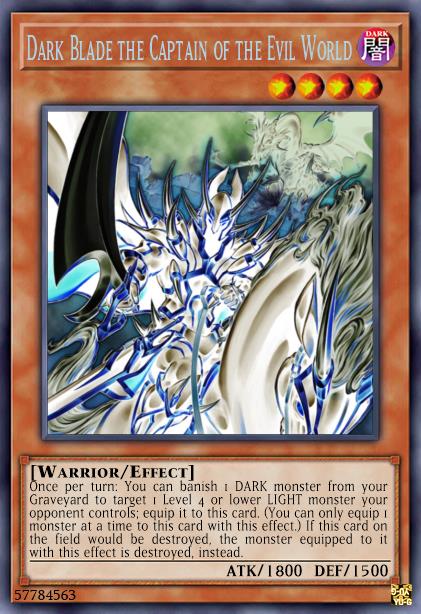 Dark Blade the Captain of the Evil World
DARK
闇
[Warrior/Effect]
Once per turn: You can banish 1 DARK monster from your
Graveyard to target 1 Level 4 or lower LIGHT monster your
opponent controls; equip it to this card. (You can only equip 1
monster at a time to this card with this effect.) If this card on
the field would be destroyed, the monster equipped to it
with this effect is destroyed, instead.
ATK/1800 DEF/1500
57784563